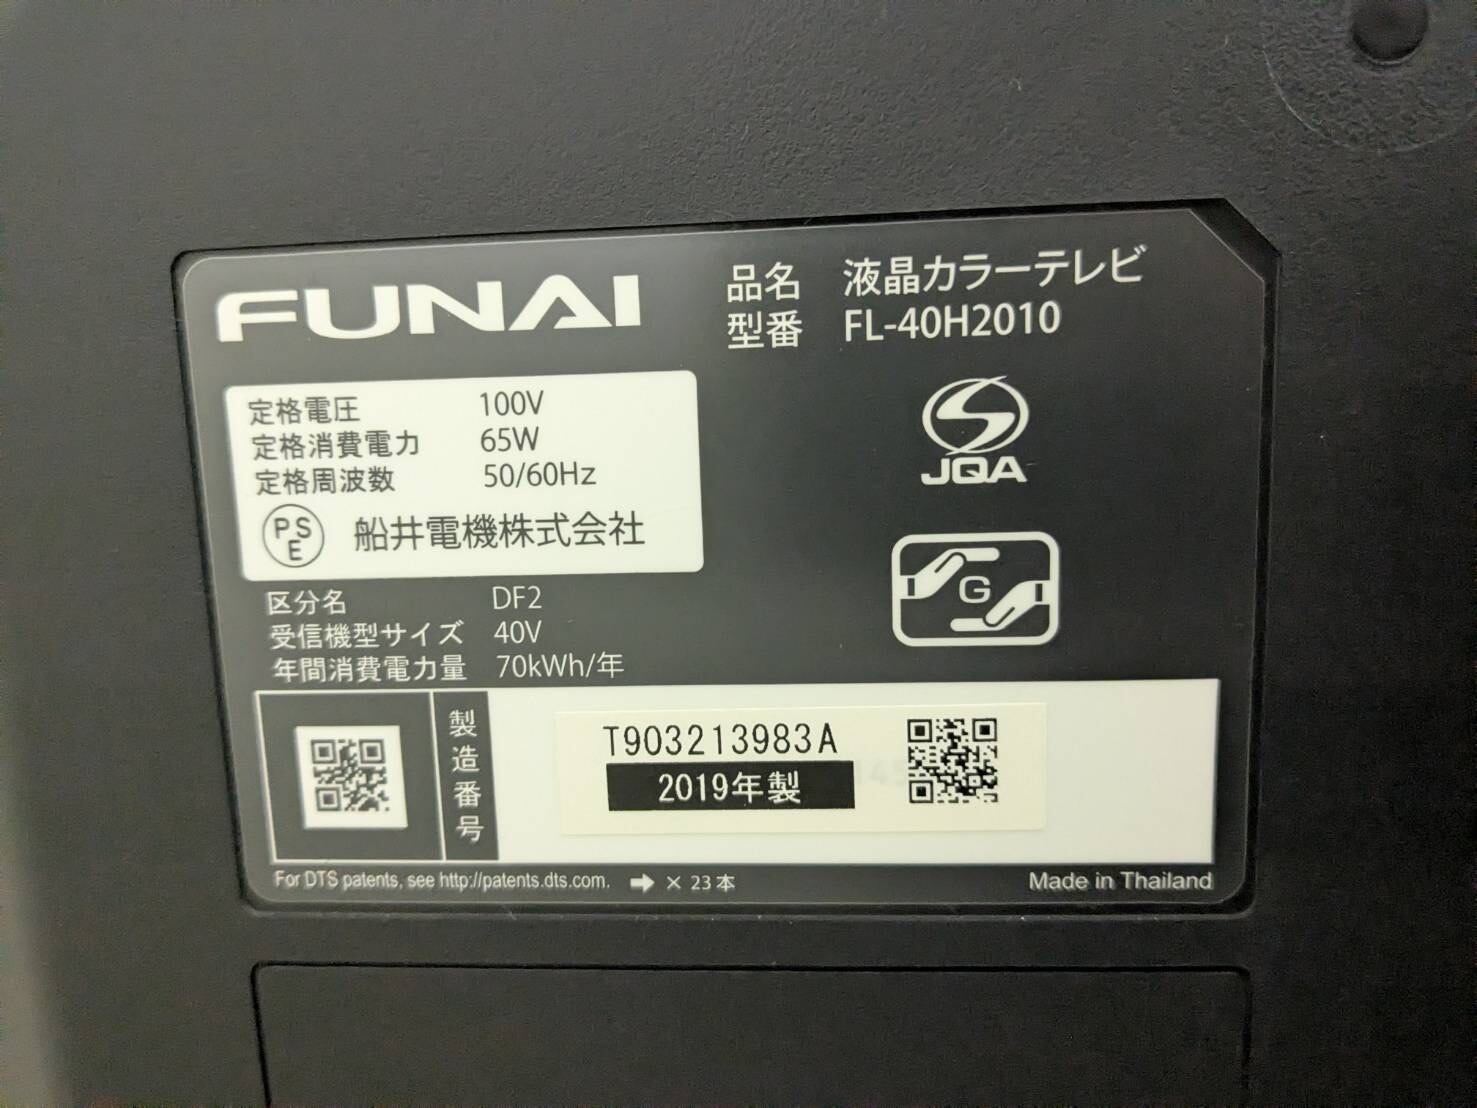 FUNAI
品名 液晶カラーテレビ
型番 FL-40H2010
定格電圧 100V
定格消費電力 65W
定格周波数 50/60Hz
PSE 船井電機株式会社
JQA
G
区分名 DF2
受信機型サイズ 40V
年間消費電力量 70kWh/年
製造番号
T903213983A
2019年製
For DTS patents, see http://patents.dts.com. ➡ × 23本
Made in Thailand